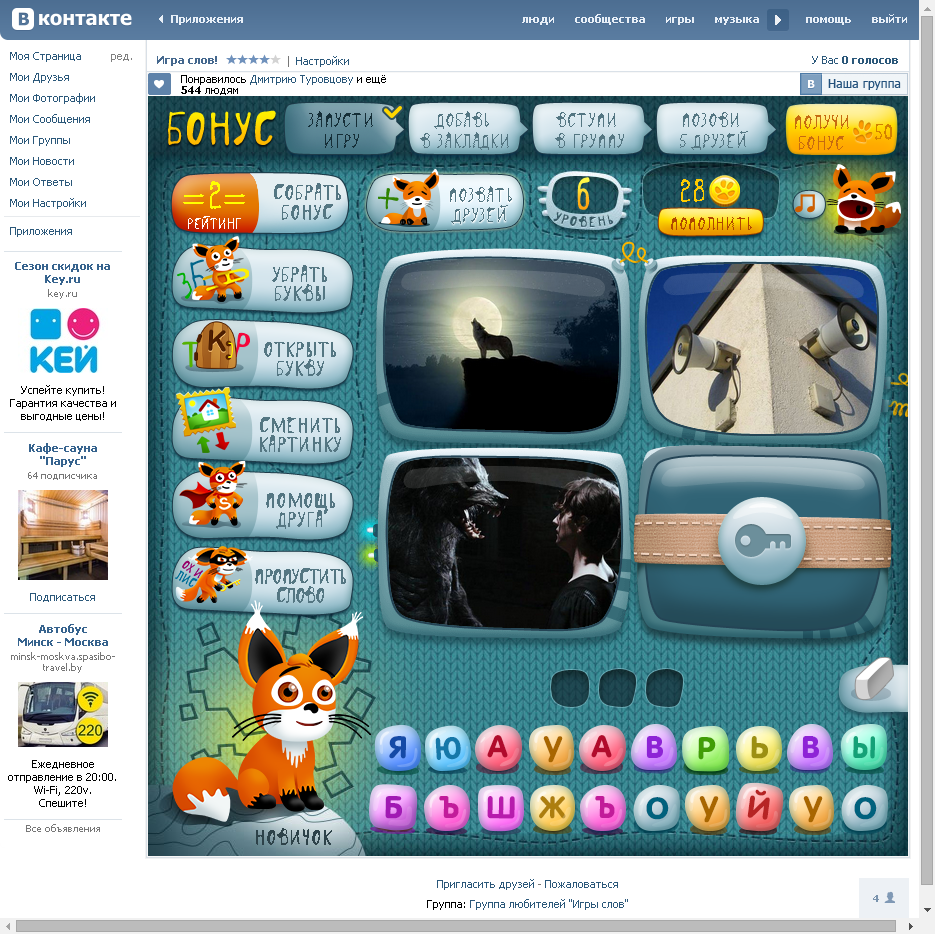 В контакте
Приложения
люди
сообщества
игры
музыка
помощь
выйти
Моя Страница
ред.
Мои Друзья
Мои Фотографии
Мои Сообщения
Мои Группы
Мои Новости
Мои Ответы
Мои Настройки
Приложения
Сезон скидок на
Key.ru
key.ru
КЕЙ
Успейте купить!
Гарантия качества и
выгодные цены!
Кафе-сауна
"Парус"
64 подписчика
Подписаться
Автобус
Минск - Москва
minsk-moskva.spasibo-
travel.by
220
Ежедневное
отправление в 20:00.
Wi-Fi, 220v.
Спешите!
Все объявления
Игра слов!
| Настройки
У Вас 0 голосов
Понравилось Дмитрию Туровцову и ещё
544 людям
В Наша группа
БОНУС
ЗАПУСТИ
ИГРУ
ДОБАВЬ
В ЗАКЛАДКИ
ВСТУПИ
В ГРУППУ
ПОЗОВИ
5 ДРУЗЕЙ
ПОЛУЧИ
БОНУС
50
=2=
РЕЙТИНГ
СОБРАТЬ
БОНУС
+
ПОЗВАТЬ
ДРУЗЕЙ
6
УРОВЕНЬ
28
ПОПОЛНИТЬ
УБРАТЬ
БУКВЫ
Т К Р
ОТКРЫТЬ
БУКВУ
СМЕНИТЬ
КАРТИНКУ
S
ПОМОЩЬ
ДРУГА
ОХ И
ЛИС
ПРОПУСТИТЬ
СЛОВО
НОВИЧОК
Я Ю А У А В Р Ь В Ы
Б Ъ Ш Ж Ъ О У Й У О
Пригласить друзей - Пожаловаться
Группа: Группа любителей "Игры слов"
4